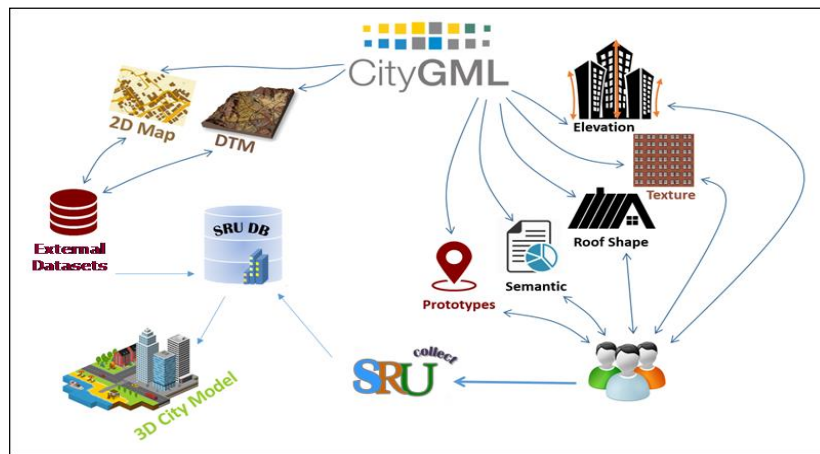 CityGML
2D Map
DTM
Elevation
Texture
Roof Shape
Semantic
Prototypes
External
Datasets
SRU DB
3D City Model
SRU collect